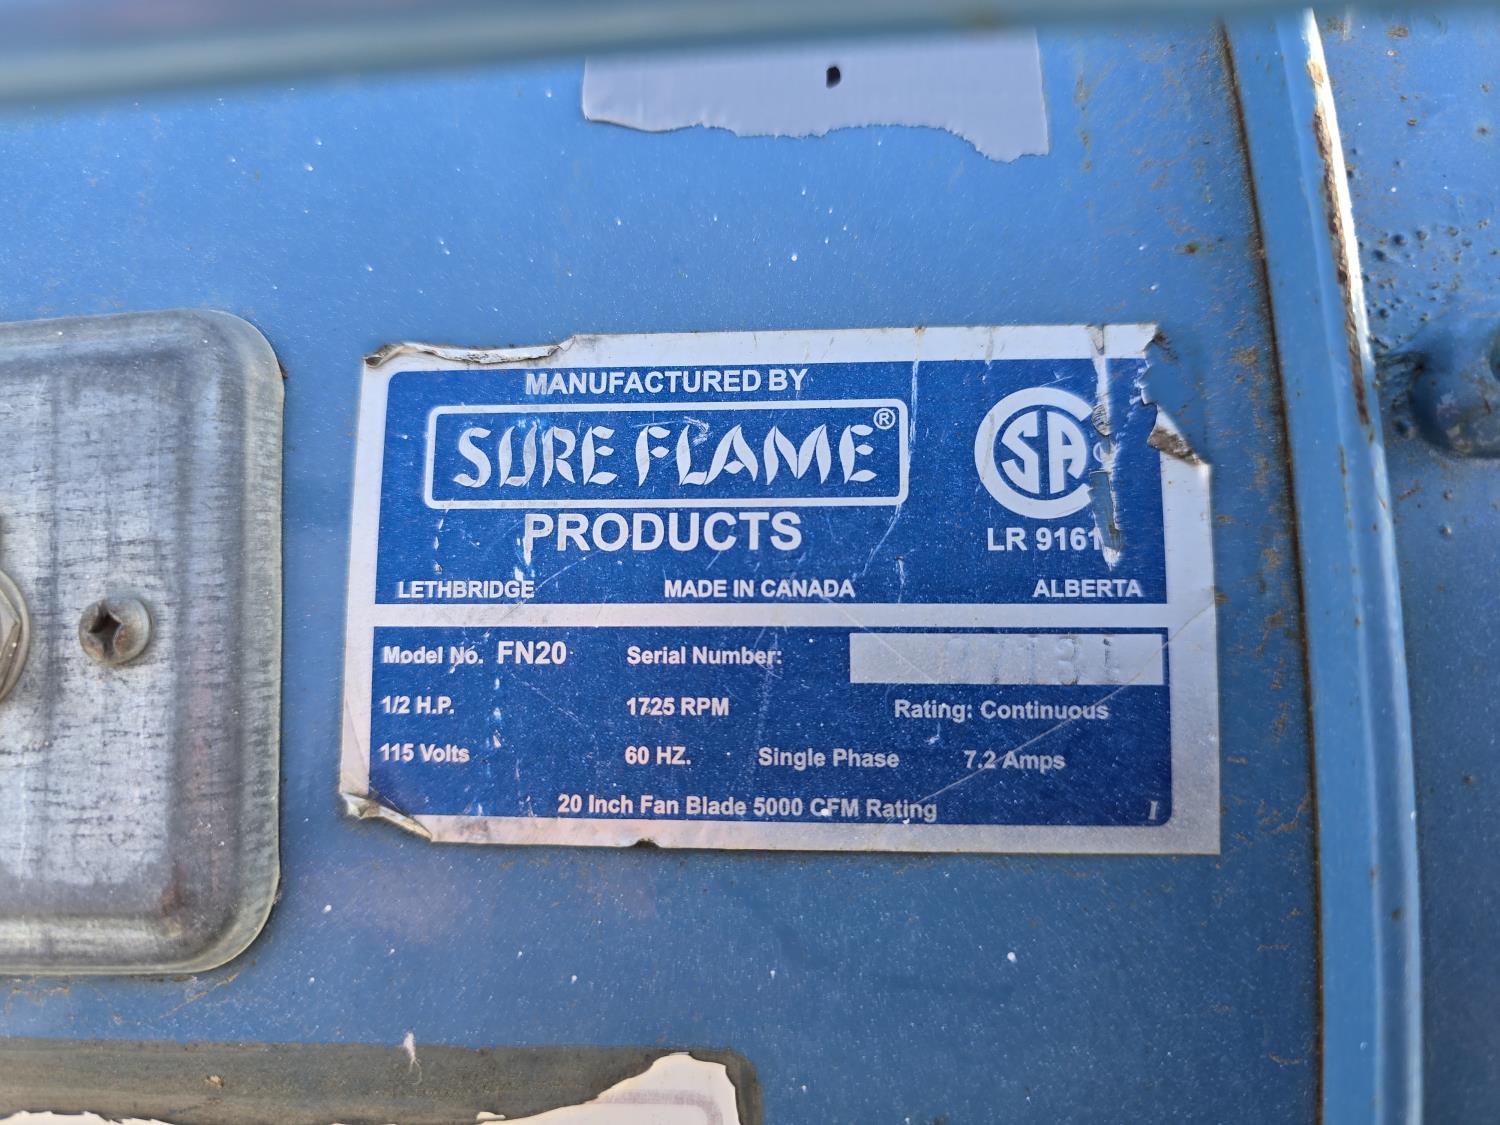 MANUFACTURED BY
SURE FLAME®
PRODUCTS
CSA
LR 9161
LETHBRIDGE MADE IN CANADA ALBERTA
Model No. FN20 Serial Number:
1/2 H.P. 1725 RPM Rating: Continuous
115 Volts 60 HZ. Single Phase 7.2 Amps
20 Inch Fan Blade 5000 CFM Rating I